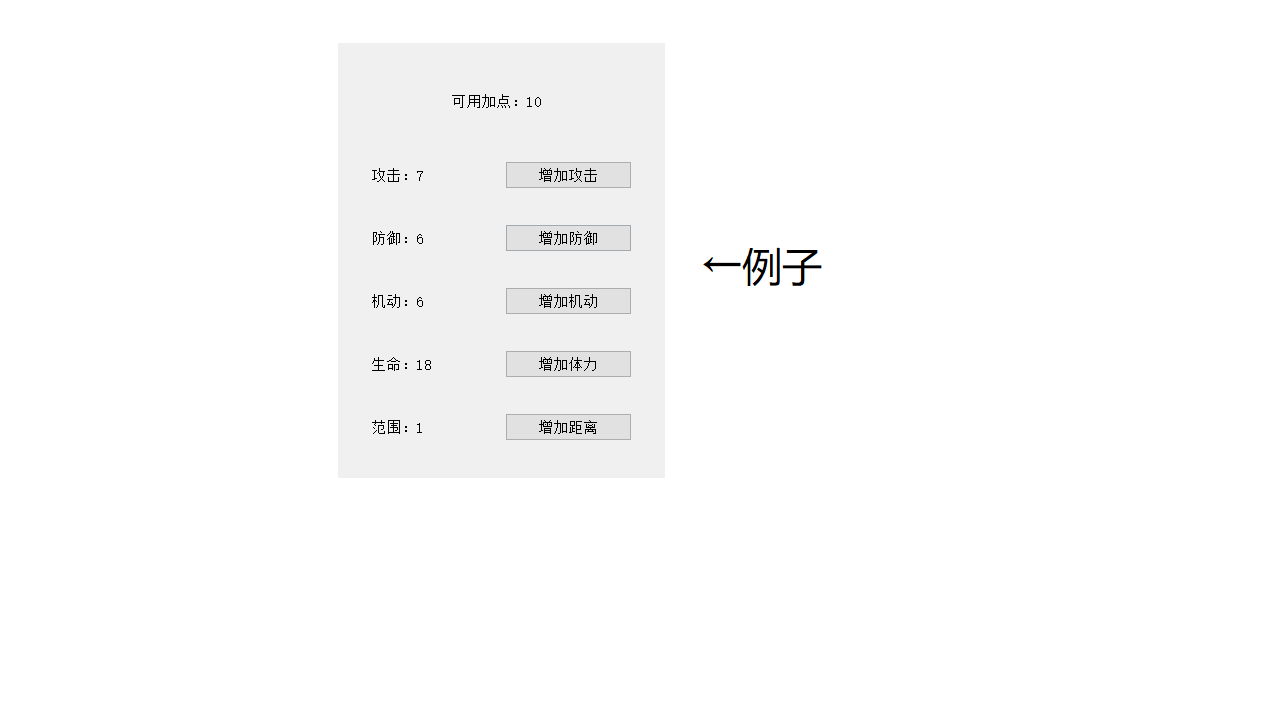 可用加点：10
攻击：7 增加攻击
防御：6 增加防御
←例子
机动：6 增加机动
生命：18 增加体力
范围：1 增加距离